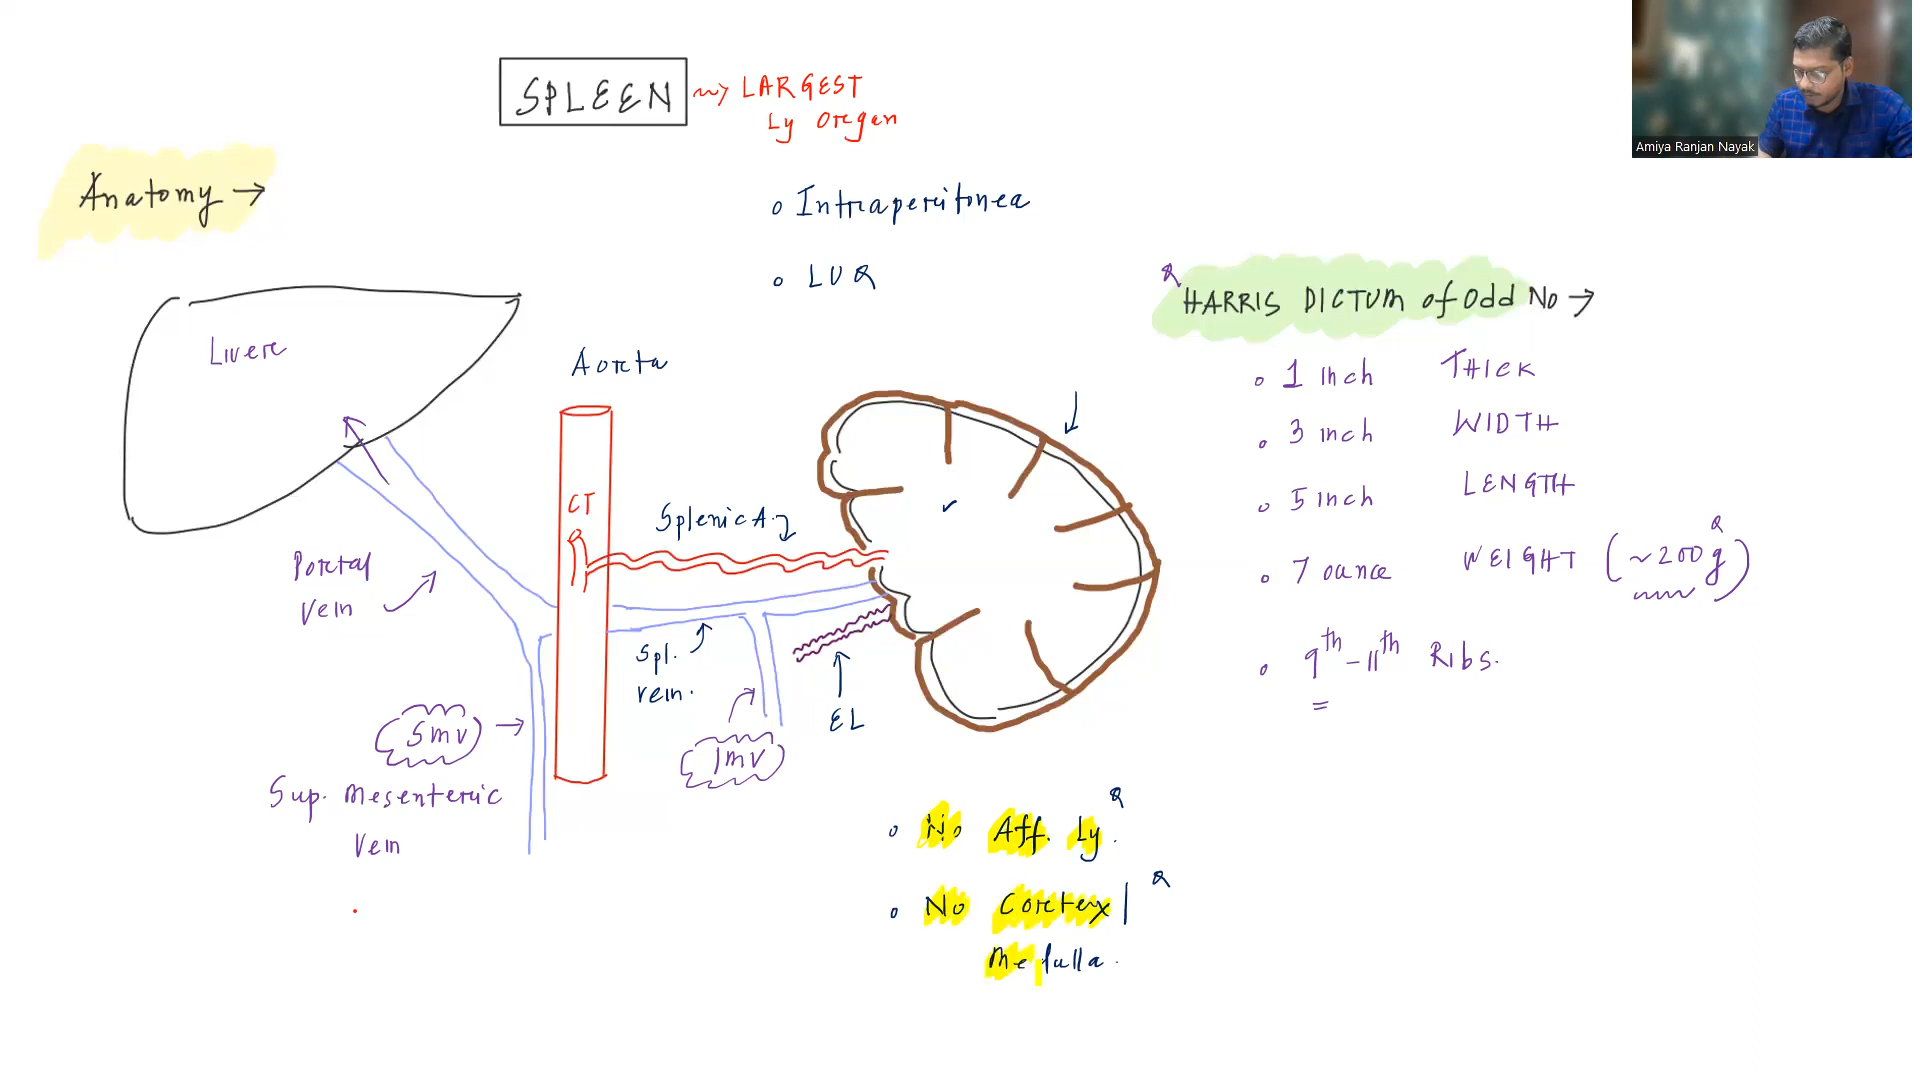 SPLEEN → LARGEST
Ly Organ
Anatomy →
o Intraperitonea
o LUQ
HARRIS DICTUM of Odd No →
o 1 inch THICK
o 3 inch WIDTH
o 5 inch LENGTH
o 7 ounce WEIGHT (~200 g)
o 9th - 11th Ribs.
Liver
Aorta
CT
Splenic A.
Portal
Vein
Spl.
vein.
EL
SMV
IMV
Sup. Mesenteric
Vein
o No Aff. Ly.
o No Cortex |
Medulla.
Amiya Ranjan Nayak